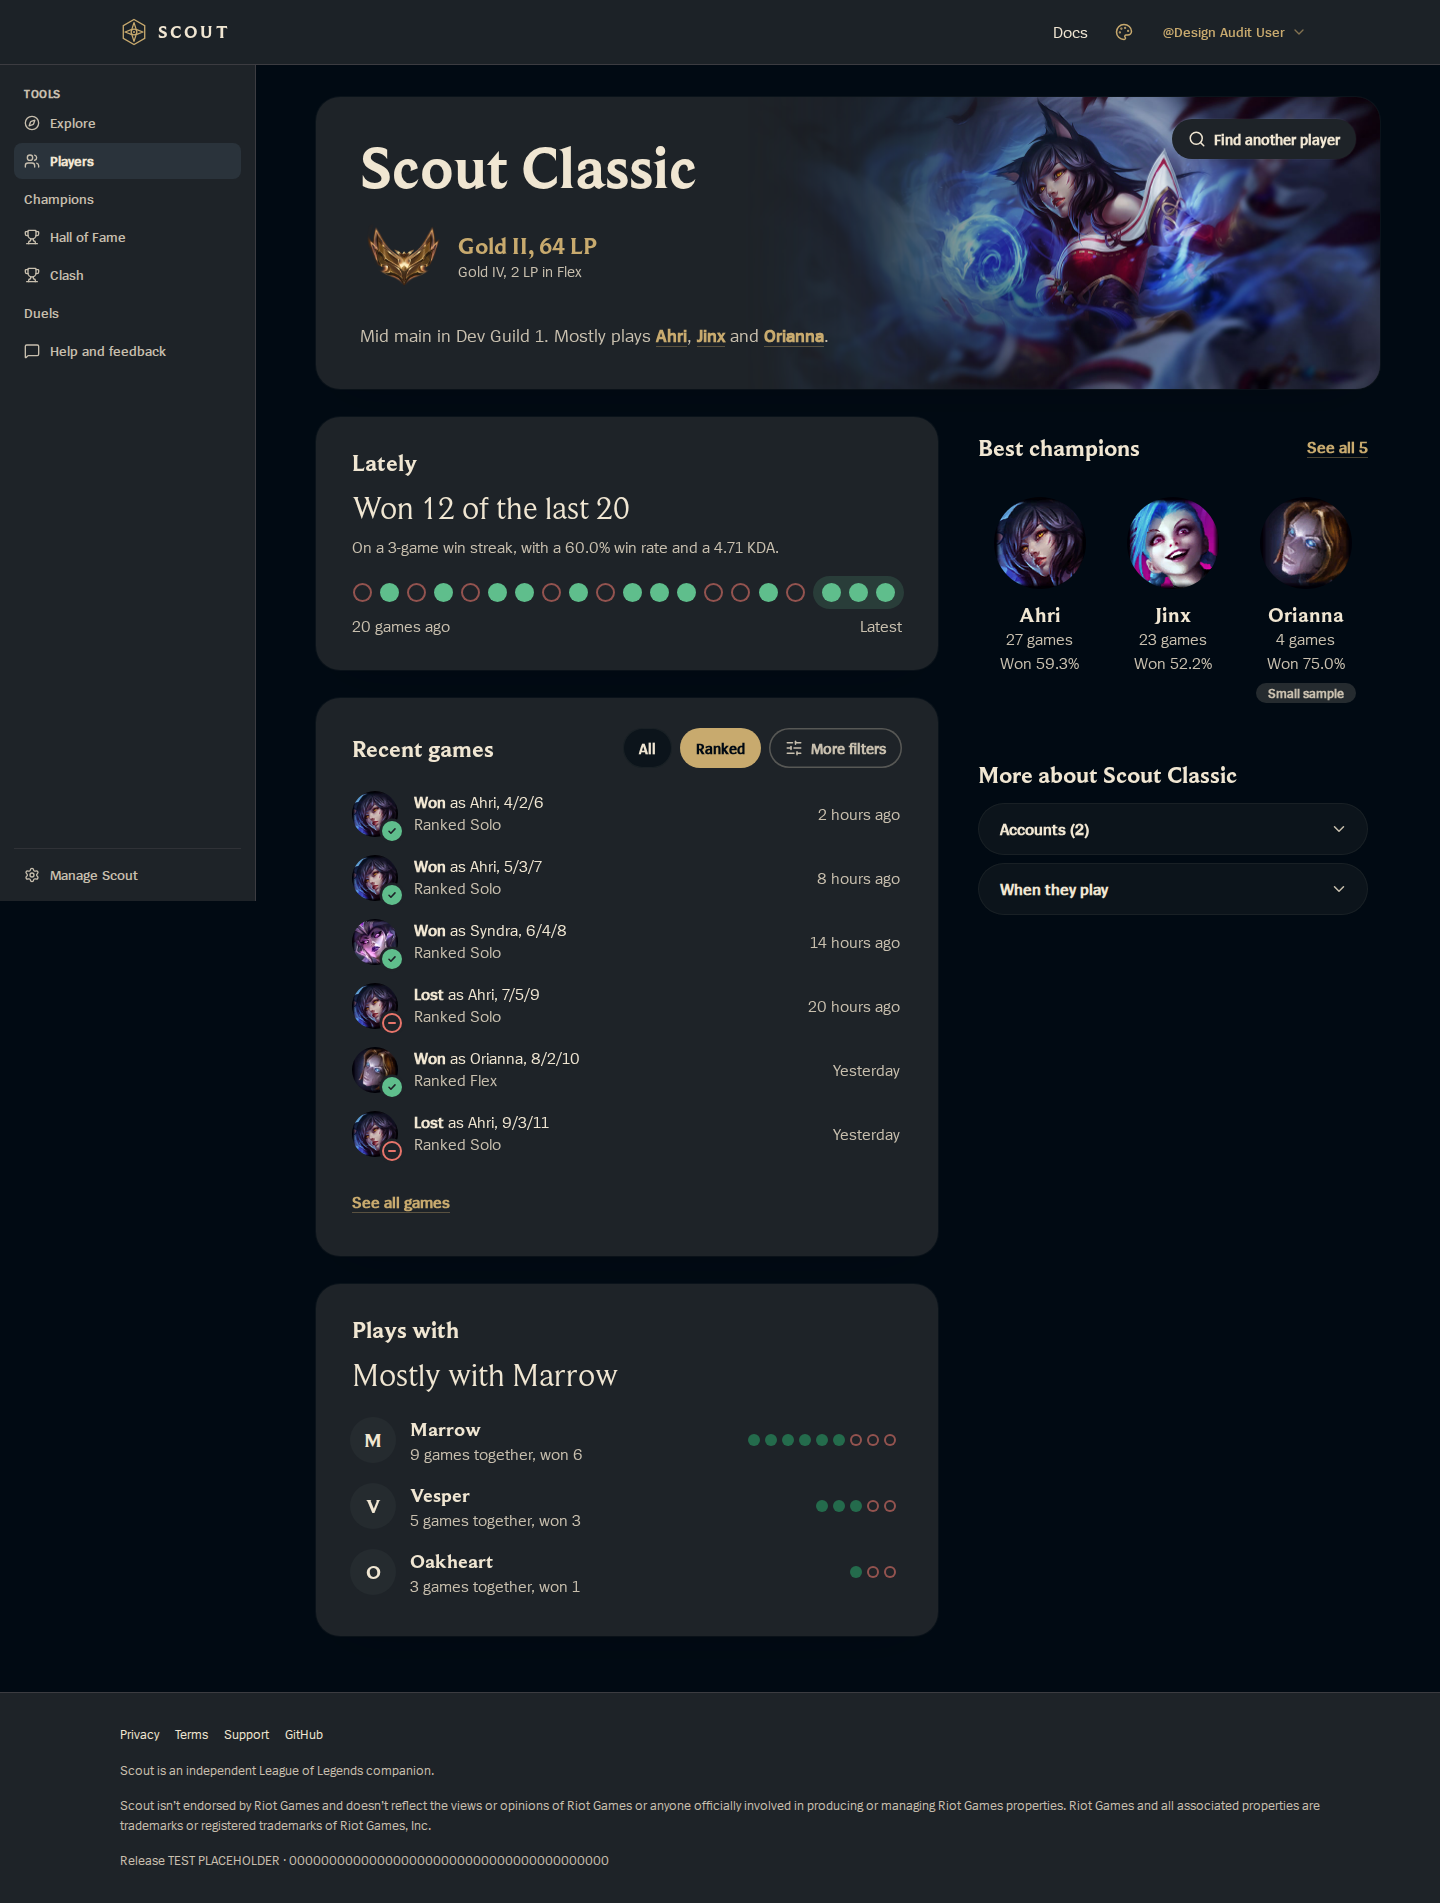 SCOUT
Docs
@Design Audit User
TOOLS
Explore
Players
Champions
Hall of Fame
Clash
Duels
Help and feedback
Manage Scout
Find another player
Scout Classic
Gold II, 64 LP
Gold IV, 2 LP in Flex
Mid main in Dev Guild 1. Mostly plays Ahri, Jinx and Orianna.
Lately
Won 12 of the last 20
On a 3-game win streak, with a 60.0% win rate and a 4.71 KDA.
20 games ago
Latest
Best champions
See all 5
Ahri
27 games
Won 59.3%
Jinx
23 games
Won 52.2%
Orianna
4 games
Won 75.0%
Small sample
More about Scout Classic
Accounts (2)
When they play
Recent games
All
Ranked
More filters
Won as Ahri, 4/2/6
Ranked Solo
2 hours ago
Won as Ahri, 5/3/7
Ranked Solo
8 hours ago
Won as Syndra, 6/4/8
Ranked Solo
14 hours ago
Lost as Ahri, 7/5/9
Ranked Solo
20 hours ago
Won as Orianna, 8/2/10
Ranked Flex
Yesterday
Lost as Ahri, 9/3/11
Ranked Solo
Yesterday
See all games
Plays with
Mostly with Marrow
M
Marrow
9 games together, won 6
V
Vesper
5 games together, won 3
O
Oakheart
3 games together, won 1
Privacy
Terms
Support
GitHub
Scout is an independent League of Legends companion.
Scout isn't endorsed by Riot Games and doesn't reflect the views or opinions of Riot Games or anyone officially involved in producing or managing Riot Games properties. Riot Games and all associated properties are
trademarks or registered trademarks of Riot Games, Inc.
Release TEST PLACEHOLDER · 0000000000000000000000000000000000000000